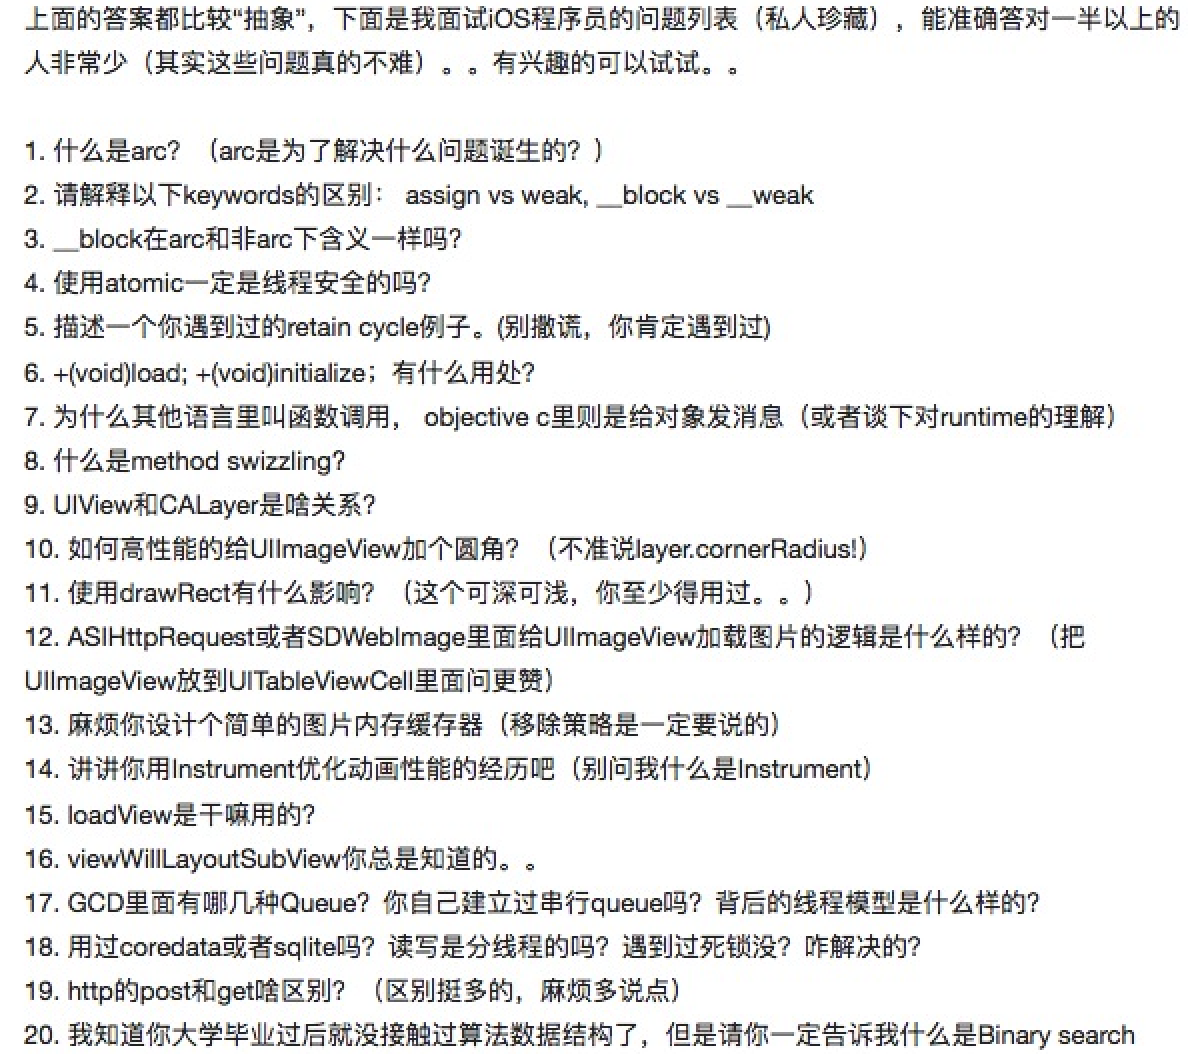 上面的答案都比较“抽象”，下面是我面试iOS程序员的问题列表（私人珍藏），能准确答对一半以上的
人非常少（其实这些问题真的不难）。。有兴趣的可以试试。。
1. 什么是arc？（arc是为了解决什么问题诞生的？）
2. 请解释以下keywords的区别： assign vs weak, __block vs __weak
3. __block在arc和非arc下含义一样吗？
4. 使用atomic一定是线程安全的吗？
5. 描述一个你遇到过的retain cycle例子。(别撒谎，你肯定遇到过)
6. +(void)load; +(void)initialize；有什么用处？
7. 为什么其他语言里叫函数调用， objective c里则是给对象发消息（或者谈下对runtime的理解）
8. 什么是method swizzling?
9. UIView和CALayer是啥关系？
10. 如何高性能的给UIImageView加个圆角？（不准说layer.cornerRadius!）
11. 使用drawRect有什么影响？（这个可深可浅，你至少得用过。。）
12. ASIHttpRequest或者SDWebImage里面给UIImageView加载图片的逻辑是什么样的？（把
UIImageView放到UITableViewCell里面问更赞）
13. 麻烦你设计个简单的图片内存缓存器（移除策略是一定要说的）
14. 讲讲你用Instrument优化动画性能的经历吧（别问我什么是Instrument）
15. loadView是干嘛用的？
16. viewWillLayoutSubView你总是知道的。。
17. GCD里面有哪几种Queue？你自己建立过串行queue吗？背后的线程模型是什么样的？
18. 用过coredata或者sqlite吗？读写是分线程的吗？遇到过死锁没？咋解决的？
19. http的post和get啥区别？（区别挺多的，麻烦多说点）
20. 我知道你大学毕业过后就没接触过算法数据结构了，但是请你一定告诉我什么是Binary search